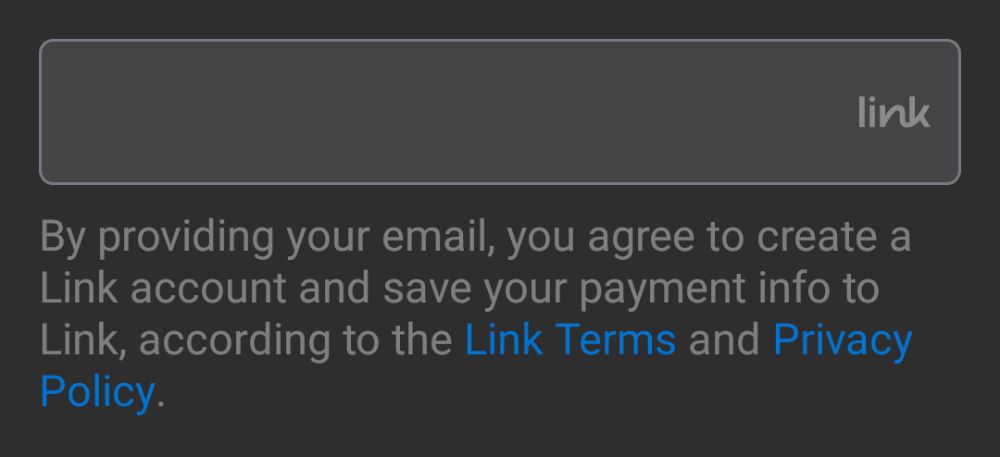 link
By providing your email, you agree to create a
Link account and save your payment info to
Link, according to the Link Terms and Privacy
Policy.